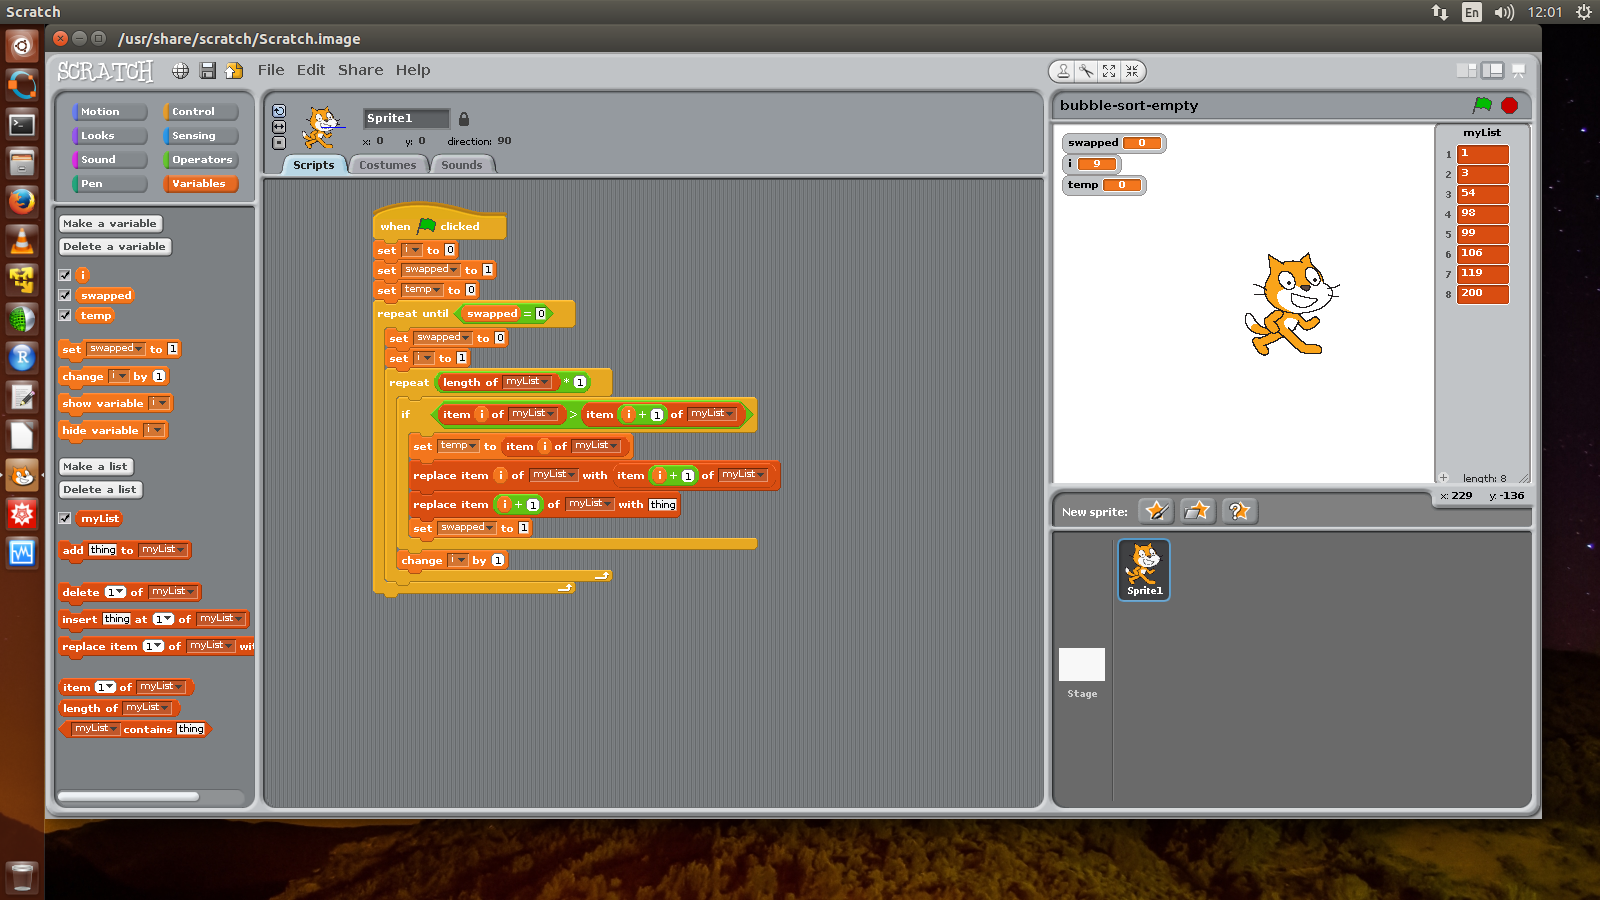 Scratch
En
12:01
/usr/share/scratch/Scratch.image
SCRATCH
File Edit Share Help
Motion Control
Looks Sensing
Sound Operators
Pen Variables
Make a variable
Delete a variable
i
swapped
temp
set swapped to 1
change i by 1
show variable i
hide variable i
Make a list
Delete a list
myList
add thing to myList
delete 1 of myList
insert thing at 1 of myList
replace item 1 of myList wit
item 1 of myList
length of myList
myList contains thing
Sprite1
x: 0 y: 0 direction: 90
Scripts Costumes Sounds
when clicked
set i to 0
set swapped to 1
set temp to 0
repeat until swapped = 0
set swapped to 0
set i to 1
repeat length of myList * 1
if item i of myList > item i + 1 of myList
set temp to item i of myList
replace item i of myList with item i + 1 of myList
replace item i + 1 of myList with thing
set swapped to 1
change i by 1
bubble-sort-empty
swapped 0
i 9
temp 0
myList
1 1
2 3
3 54
4 98
5 99
6 106
7 119
8 200
+ length: 8
x: 229 y: -136
New sprite:
Sprite1
Stage